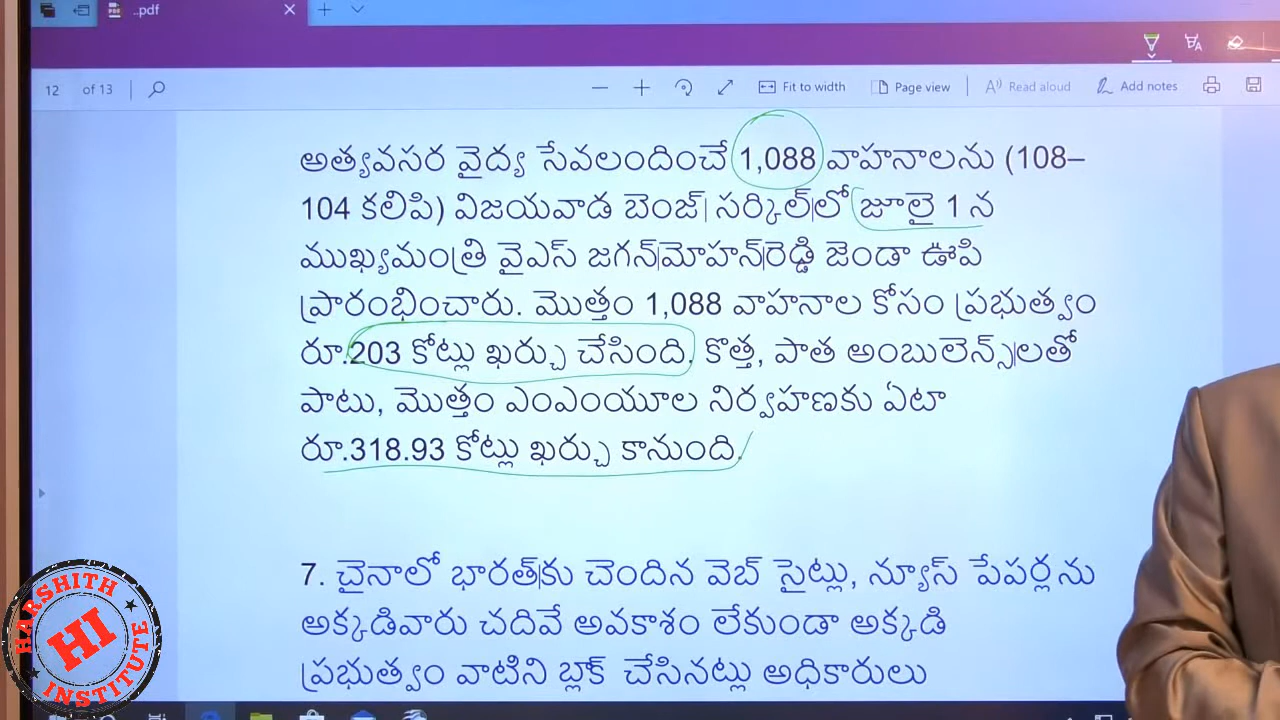 ..pdf
12 of 13
Fit to width
Page view
Read aloud
Add notes
అత్యవసర వైద్య సేవలందించే 1,088 వాహనాలను (108–
104 కలిపి) విజయవాడ బెంజ్ సర్కిల్‌లో జూలై 1 న
ముఖ్యమంత్రి వైఎస్ జగన్‌మోహన్‌రెడ్డి జెండా ఊపి
ప్రారంభించారు. మొత్తం 1,088 వాహనాల కోసం ప్రభుత్వం
రూ.203 కోట్లు ఖర్చు చేసింది. కొత్త, పాత అంబులెన్స్‌లతో
పాటు, మొత్తం ఎంఎంయూల నిర్వహణకు ఏటా
రూ.318.93 కోట్లు ఖర్చు కానుంది.
7. చైనాలో భారత్‌కు చెందిన వెబ్ సైట్లు, న్యూస్ పేపర్లను
అక్కడివారు చదివే అవకాశం లేకుండా అక్కడి
ప్రభుత్వం వాటిని బ్లాక్ చేసినట్లు అధికారులు
HARSHITH
HI
INSTITUTE